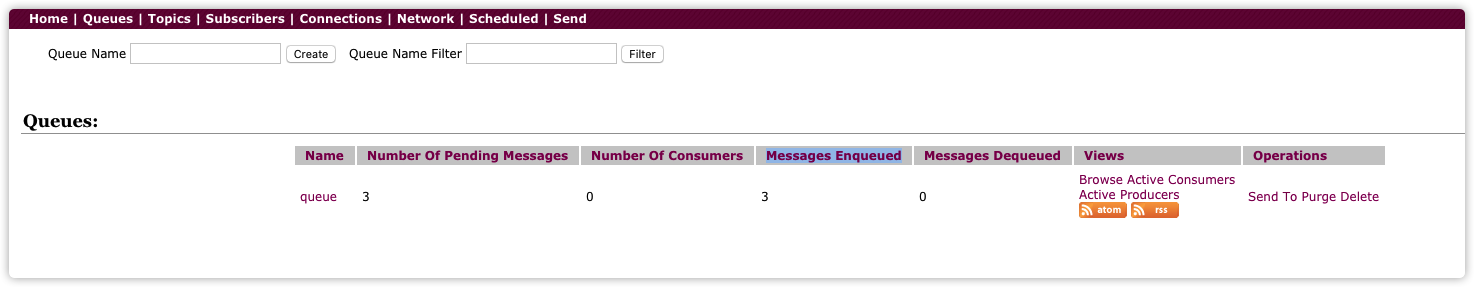 Home | Queues | Topics | Subscribers | Connections | Network | Scheduled | Send
Queue Name Create Queue Name Filter Filter
Queues:
Name Number Of Pending Messages Number Of Consumers Messages Enqueued Messages Dequeued Views Operations
queue 3 0 3 0 Browse Active Consumers
Active Producers
atom rss
Send To Purge Delete